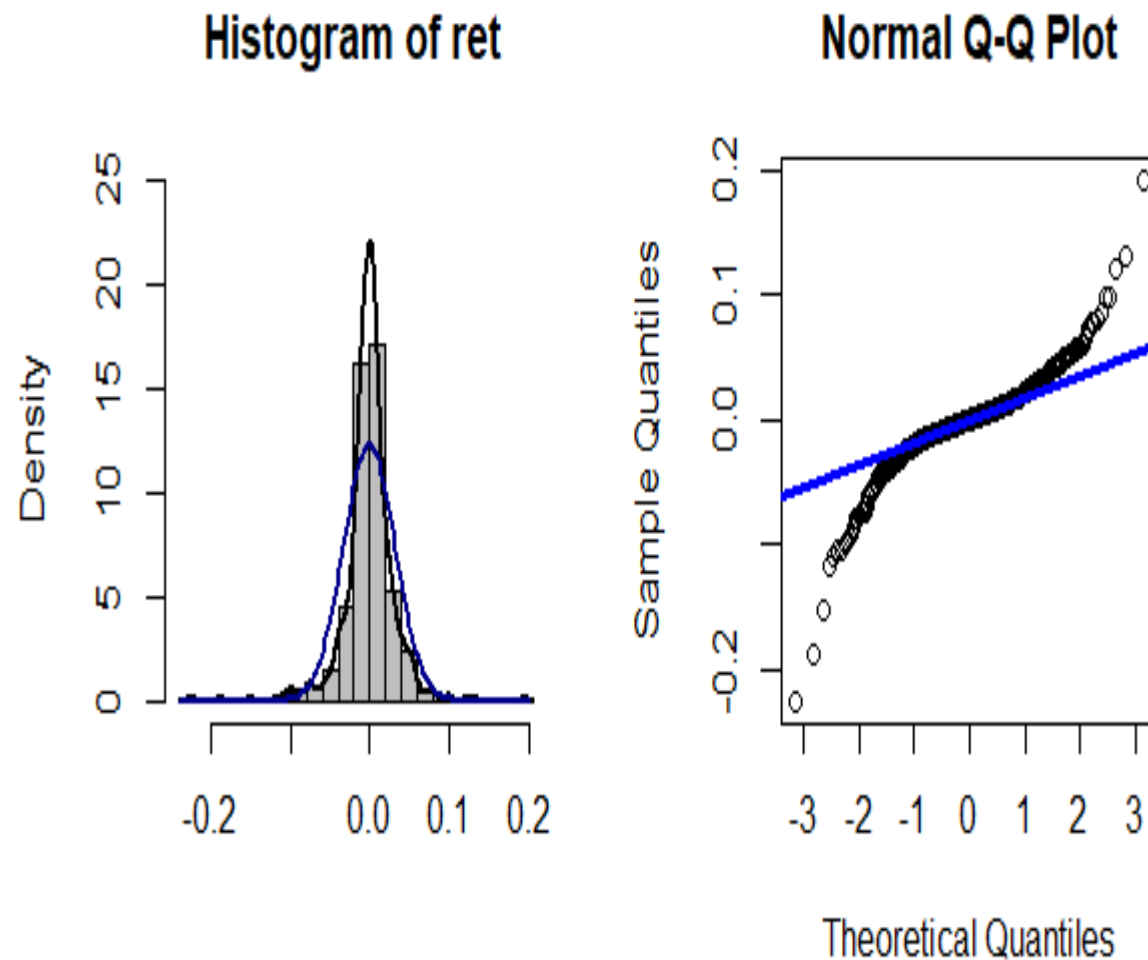 Histogram of ret
Density
0 5 10 15 20 25
-0.2 0.0 0.1 0.2
Normal Q-Q Plot
Sample Quantiles
-0.2 0.0 0.1 0.2
-3 -2 -1 0 1 2 3
Theoretical Quantiles